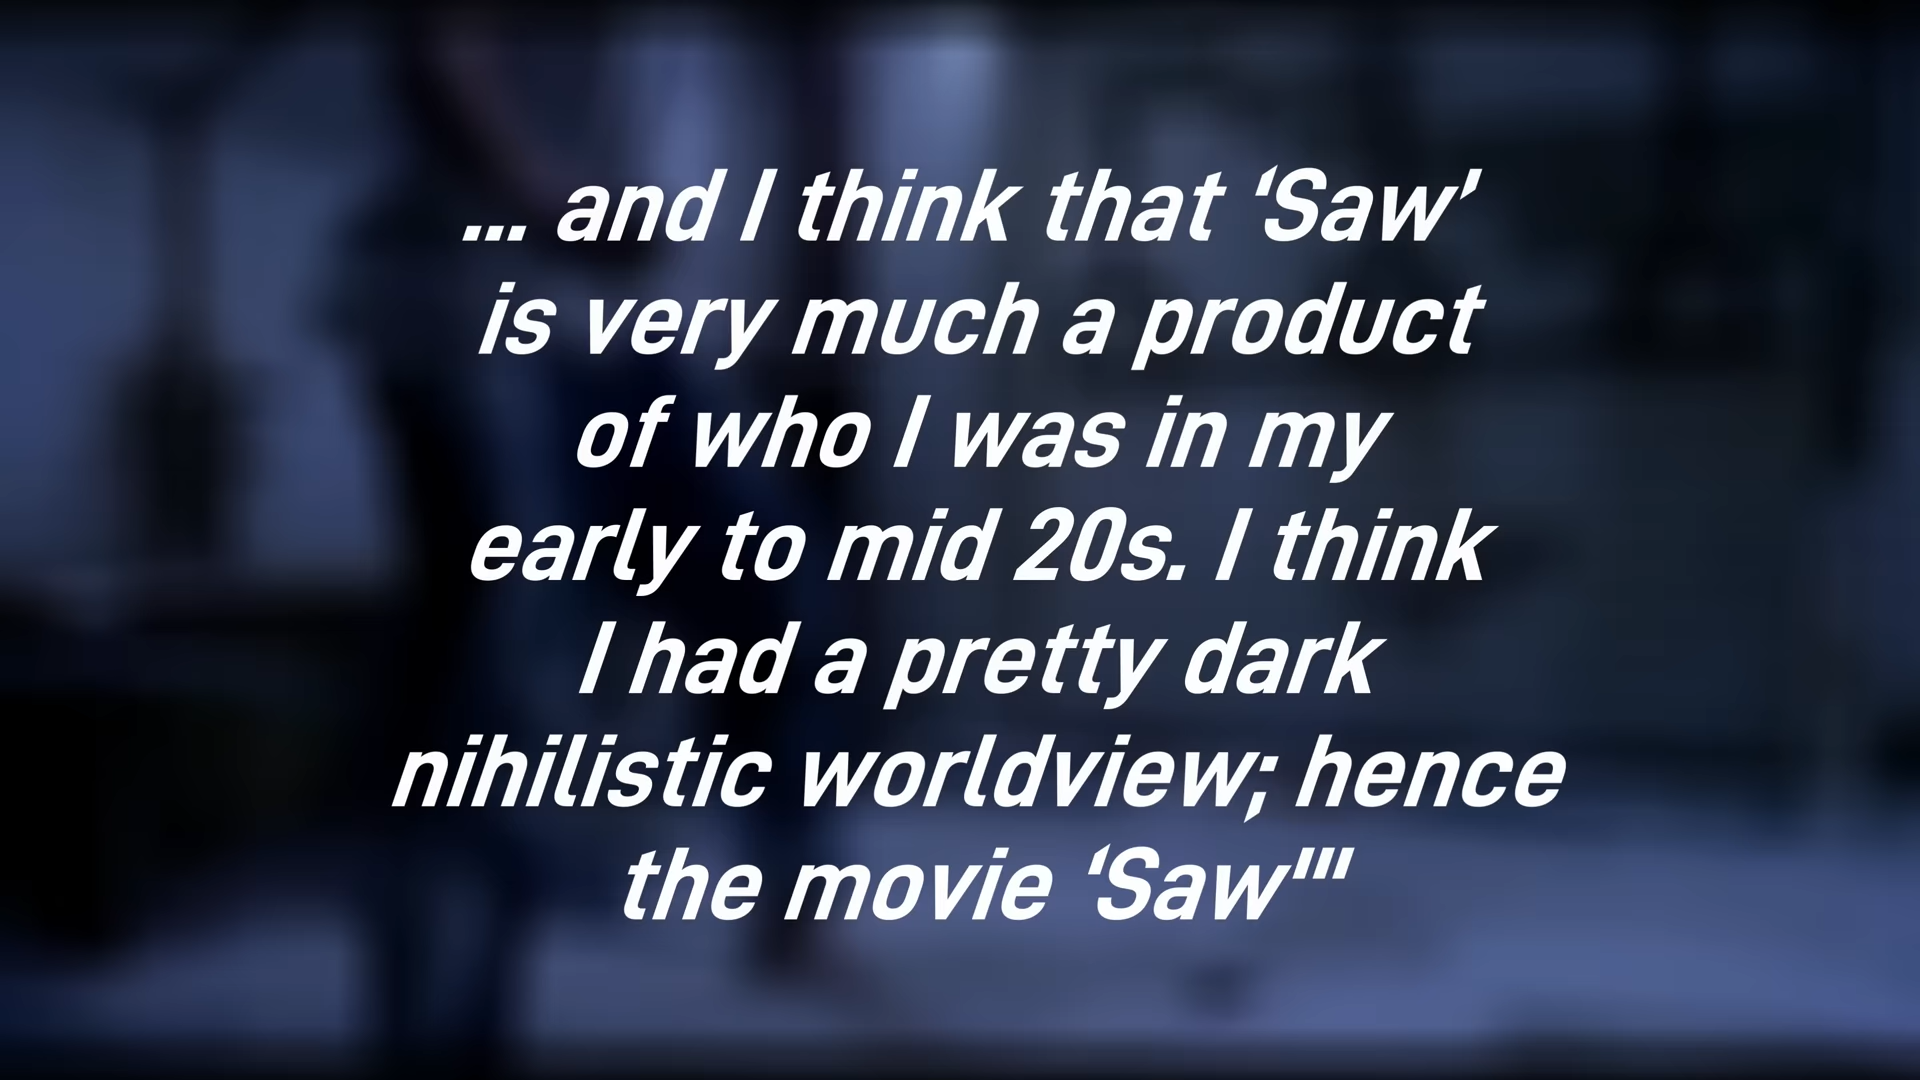 ... and I think that ‘Saw’
is very much a product
of who I was in my
early to mid 20s. I think
I had a pretty dark
nihilistic worldview; hence
the movie ‘Saw’”